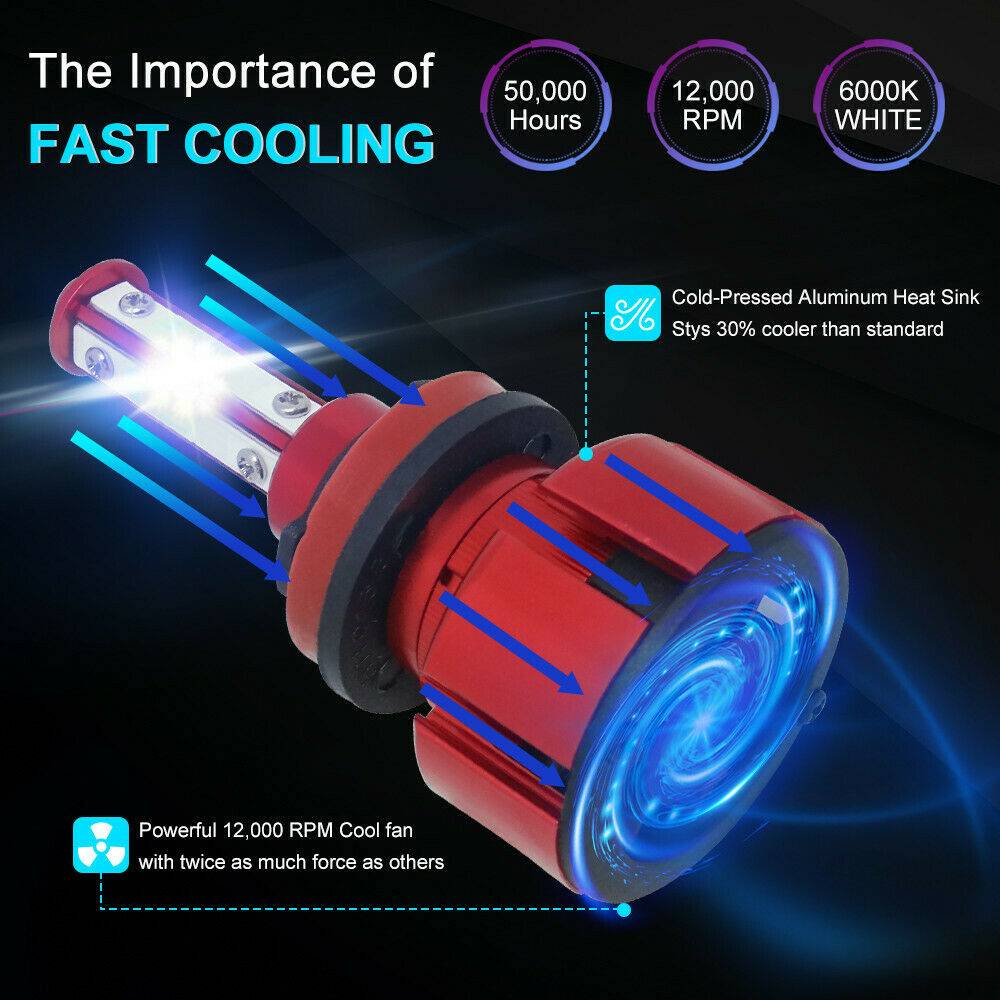 The Importance of
FAST COOLING
50,000
Hours
12,000
RPM
6000K
WHITE
Cold-Pressed Aluminum Heat Sink
Stys 30% cooler than standard
Powerful 12,000 RPM Cool fan
with twice as much force as others